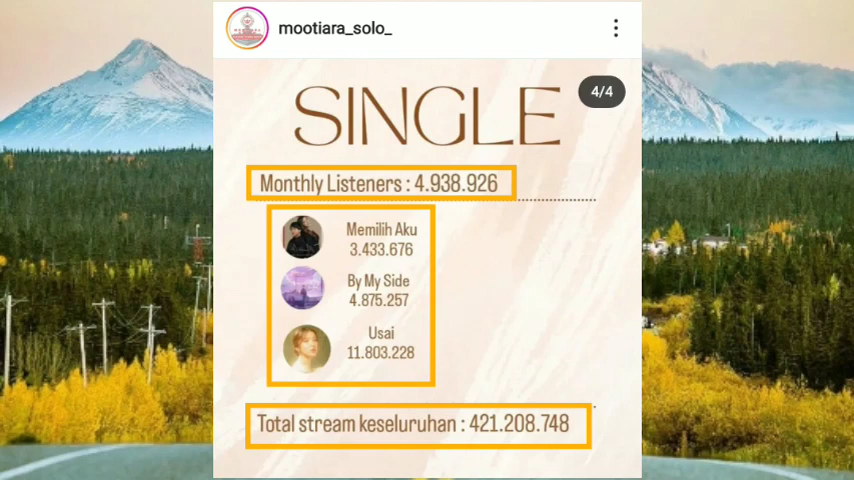 mootiara_solo_
SINGLE
4/4
Monthly Listeners : 4.938.926
Memilih Aku
3.433.676
By My Side
4.875.257
Usai
11.803.228
Total stream keseluruhan : 421.208.748